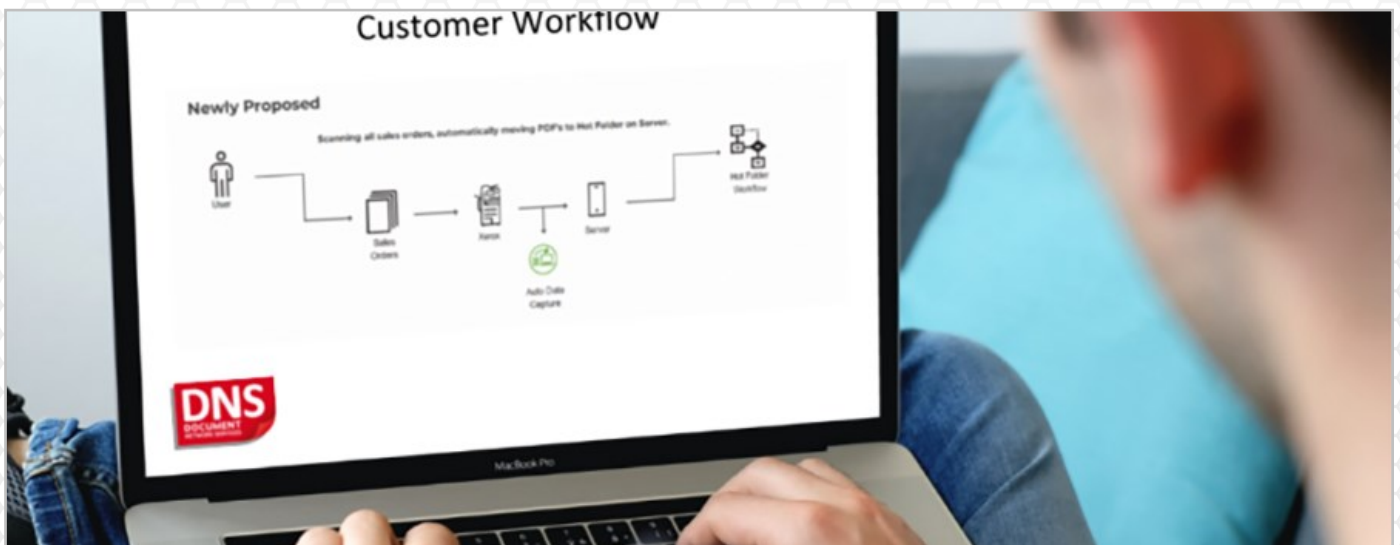 Customer Workflow
Newly Proposed
Scanning all sales orders, automatically moving PDF's to Hot Folder on Server.
User
Sales
Orders
Xerox
Server
Hot Folder
Workflow
Auto Data
Capture
DNS
DOCUMENT
NETWORK SERVICES
MacBook Pro